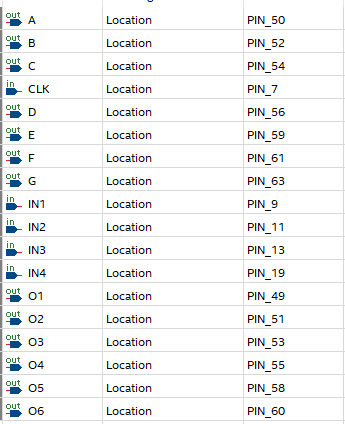 out A Location PIN_50
out B Location PIN_52
out C Location PIN_54
in CLK Location PIN_7
out D Location PIN_56
out E Location PIN_59
out F Location PIN_61
out G Location PIN_63
in IN1 Location PIN_9
in IN2 Location PIN_11
in IN3 Location PIN_13
in IN4 Location PIN_19
out O1 Location PIN_49
out O2 Location PIN_51
out O3 Location PIN_53
out O4 Location PIN_55
out O5 Location PIN_58
out O6 Location PIN_60